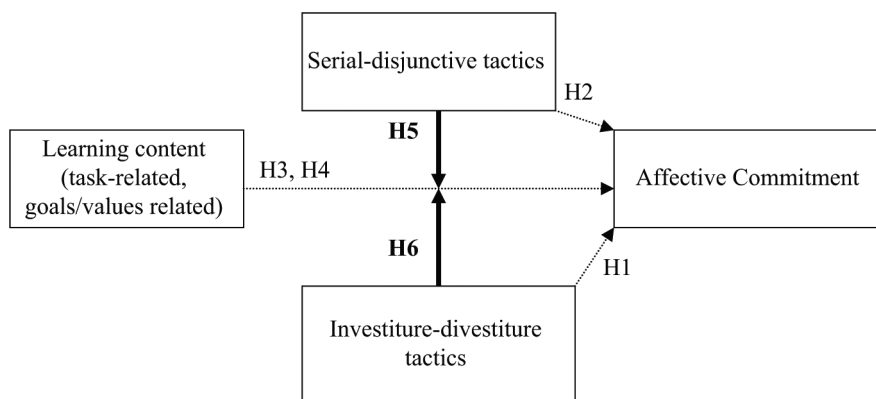 Serial-disjunctive tactics
H2
H5
Learning content
(task-related,
goals/values related)
H3, H4
Affective Commitment
H6
H1
Investiture-divestiture
tactics